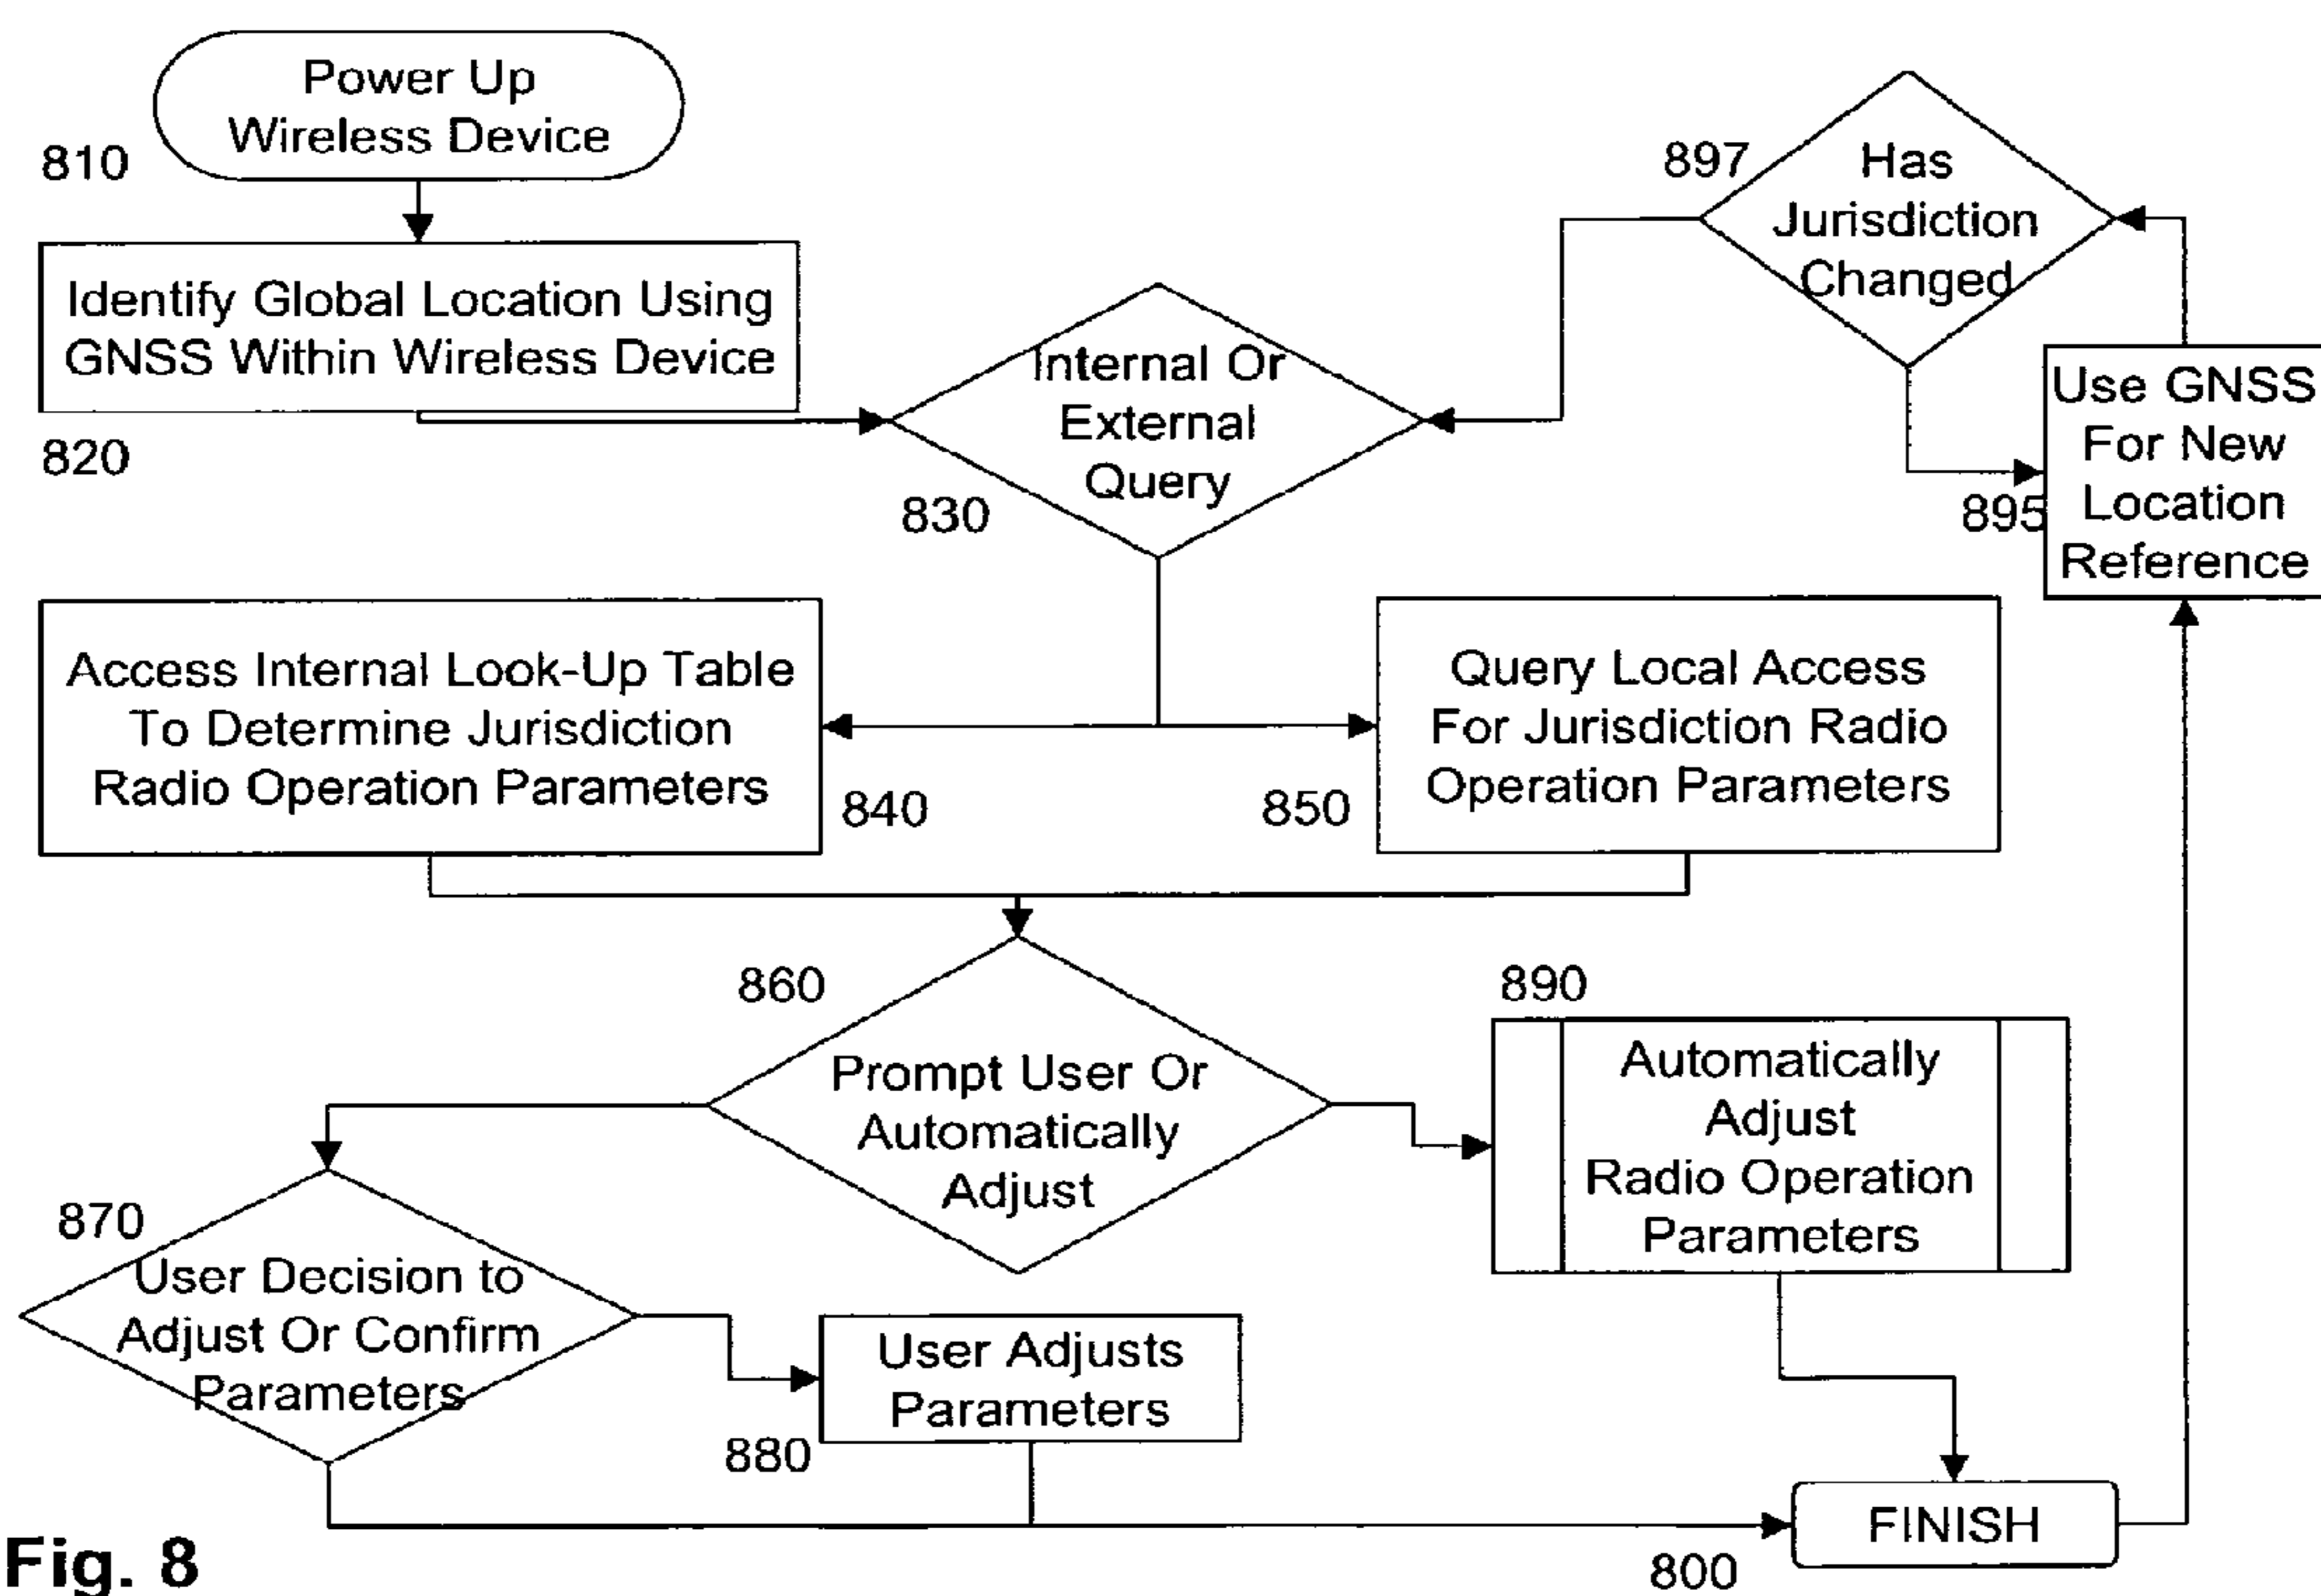 Power Up
Wireless Device
810
Identify Global Location Using
GNSS Within Wireless Device
820
Internal Or
External
Query
830
897
Has
Jurisdiction
Changed
Use GNSS
For New
Location
Reference
895
Access Internal Look-Up Table
To Determine Jurisdiction
Radio Operation Parameters
840
850
Query Local Access
For Jurisdiction Radio
Operation Parameters
860
Prompt User Or
Automatically
Adjust
890
Automatically
Adjust
Radio Operation
Parameters
870
User Decision to
Adjust Or Confirm
Parameters
User Adjusts
Parameters
880
FINISH
800
Fig. 8